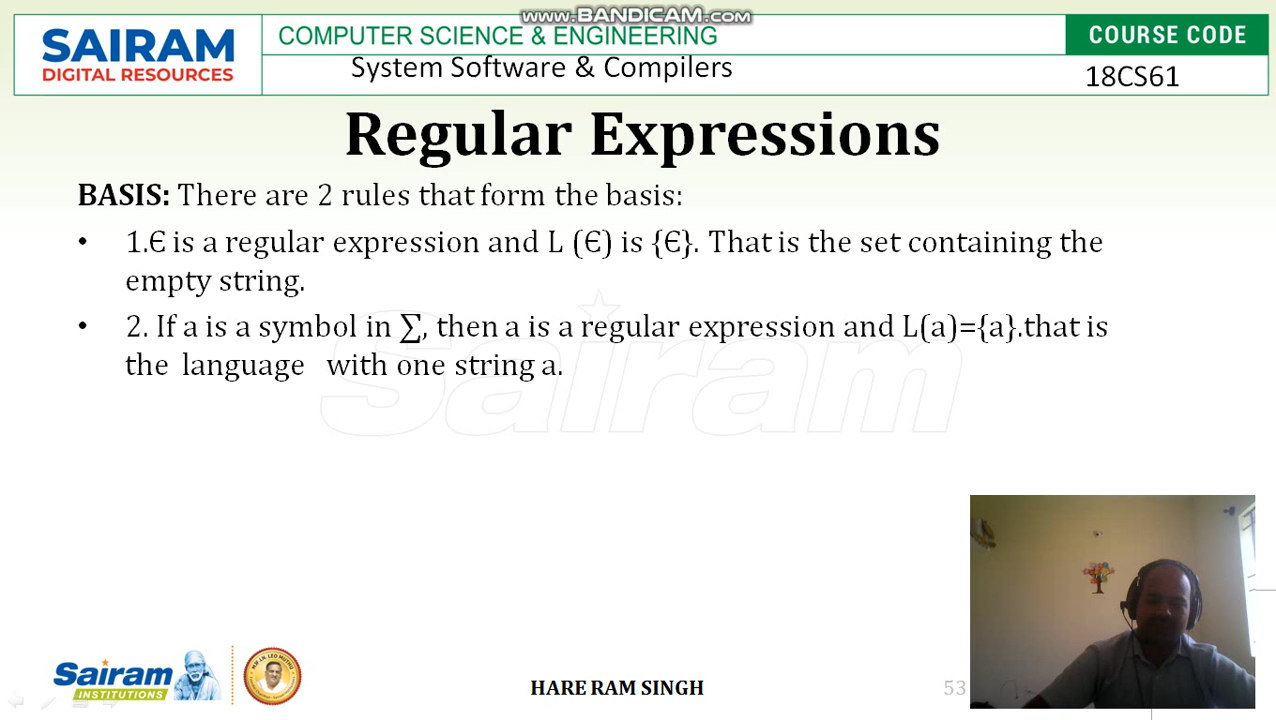 www.BANDICAM.com
SAIRAM
DIGITAL RESOURCES
COMPUTER SCIENCE & ENGINEERING
COURSE CODE
System Software & Compilers
18CS61
Regular Expressions
BASIS: There are 2 rules that form the basis:
• 1.Є is a regular expression and L (Є) is {Є}. That is the set containing the
empty string.
• 2. If a is a symbol in ∑, then a is a regular expression and L(a)={a}.that is
the language with one string a.
Sairam
Sairam
INSTITUTIONS
HARE RAM SINGH
53